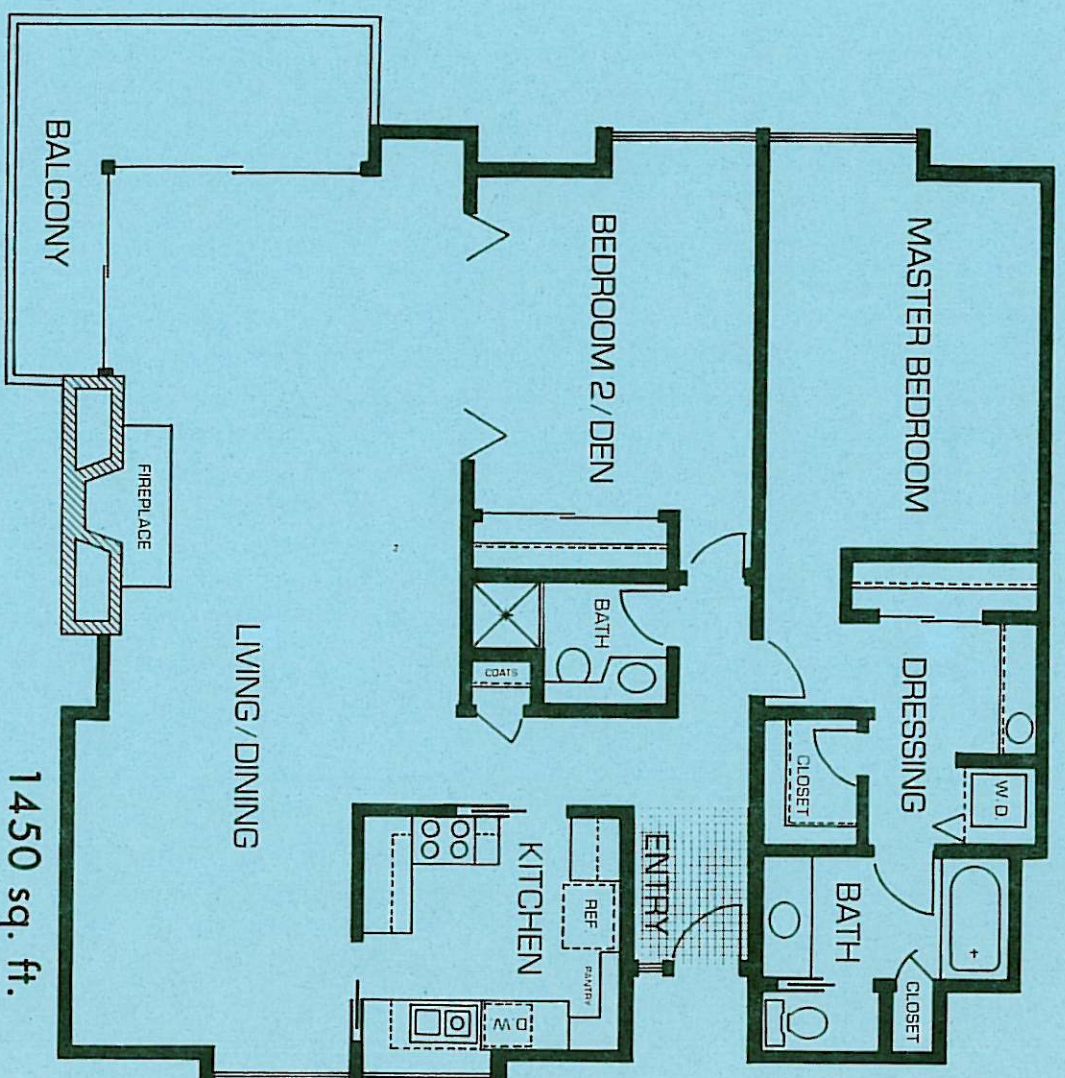 MASTER BEDROOM
DRESSING
W.D.
CLOSET
BATH
CLOSET
BEDROOM 2/DEN
BATH
COATS
ENTRY
KITCHEN
REF
PANTRY
D.W.
BALCONY
FIREPLACE
LIVING / DINING
1450 sq. ft.